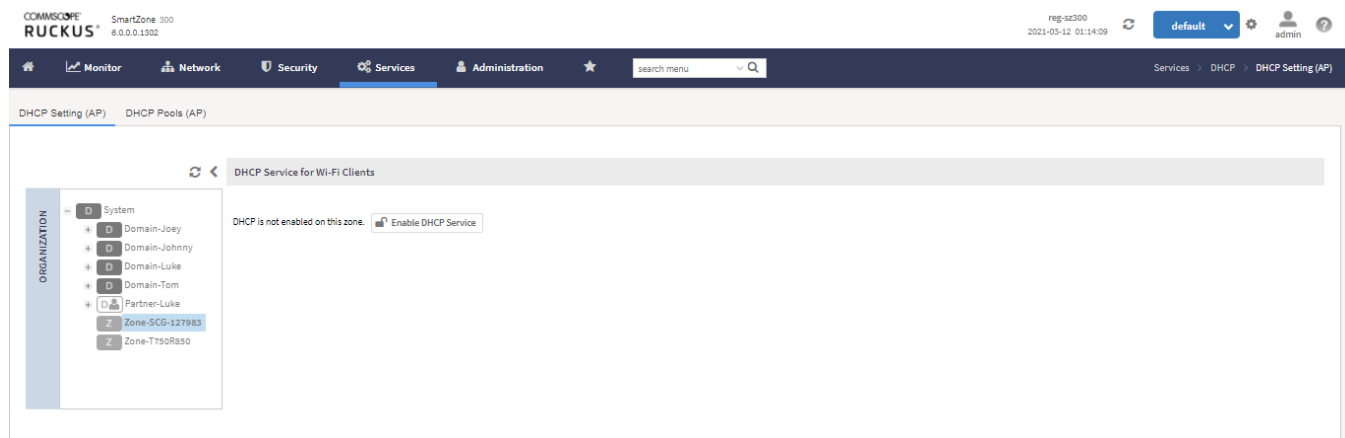 COMMSCOPE®
RUCKUS®
SmartZone 300
6.0.0.0.1302
reg-sz300
2021-03-12 01:14:09
default
admin
Monitor
Network
Security
Services
Administration
search menu
Services > DHCP > DHCP Setting (AP)
DHCP Setting (AP)
DHCP Pools (AP)
DHCP Service for Wi-Fi Clients
ORGANIZATION
D System
D Domain-Joey
D Domain-Johnny
D Domain-Luke
D Domain-Tom
D Partner-Luke
Z Zone-SCG-127983
Z Zone-T750R850
DHCP is not enabled on this zone. Enable DHCP Service